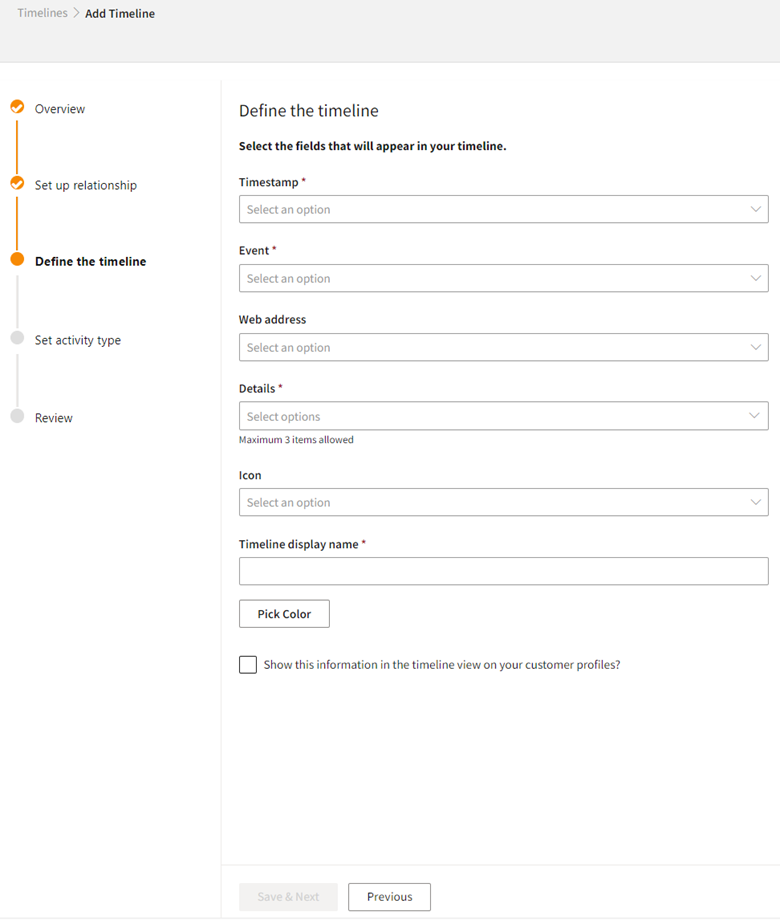 Timelines > Add Timeline
Overview
Set up relationship
Define the timeline
Set activity type
Review
Define the timeline
Select the fields that will appear in your timeline.
Timestamp *
Select an option
Event *
Select an option
Web address
Select an option
Details *
Select options
Maximum 3 items allowed
Icon
Select an option
Timeline display name *
Pick Color
Show this information in the timeline view on your customer profiles?
Save & Next
Previous